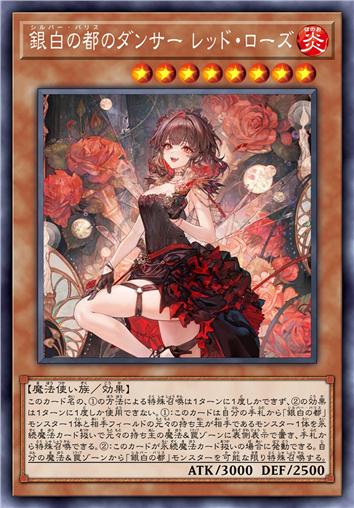 シルバー・パリス
銀白の都のダンサー レッド・ローズ
ほのお
炎
【魔法使い族／効果】
このカード名の、①の方法による特殊召喚は1ターンに1度しかできず、②の効果
は1ターンに1度しか使用できない。①：このカードは自分の手札から「銀白の都」
モンスター1体と相手フィールドの元々の持ち主が相手であるモンスター1体を永
続魔法カード扱いで元々の持ち主の魔法＆罠ゾーンに表側表示で置き、手札か
ら特殊召喚できる。②：このカードが永続魔法カード扱いの場合に発動できる。自
分の魔法＆罠ゾーンから「銀白の都」モンスターを可能な限り特殊召喚する。
ATK/3000 DEF/2500